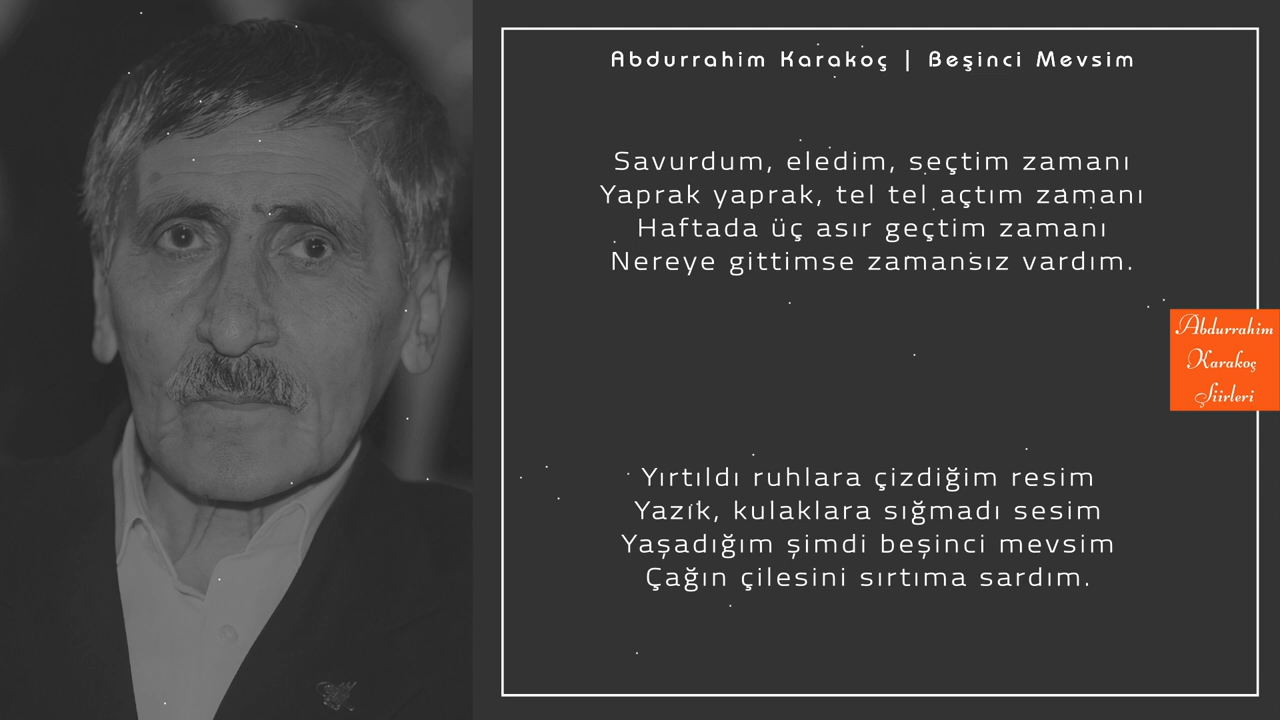 Abdurrahim Karakoç | Beşinci Mevsim
Savurdum, eledim, seçtim zamanı
Yaprak yaprak, tel tel açtım zamanı
Haftada üç asır geçtim zamanı
Nereye gittimse zamansız vardım.
Abdurrahim
Karakoç
Şiirleri
Yırtıldı ruhlara çizdiğim resim
Yazık, kulaklara sığmadı sesim
Yaşadığım şimdi beşinci mevsim
Çağın çilesini sırtıma sardım.